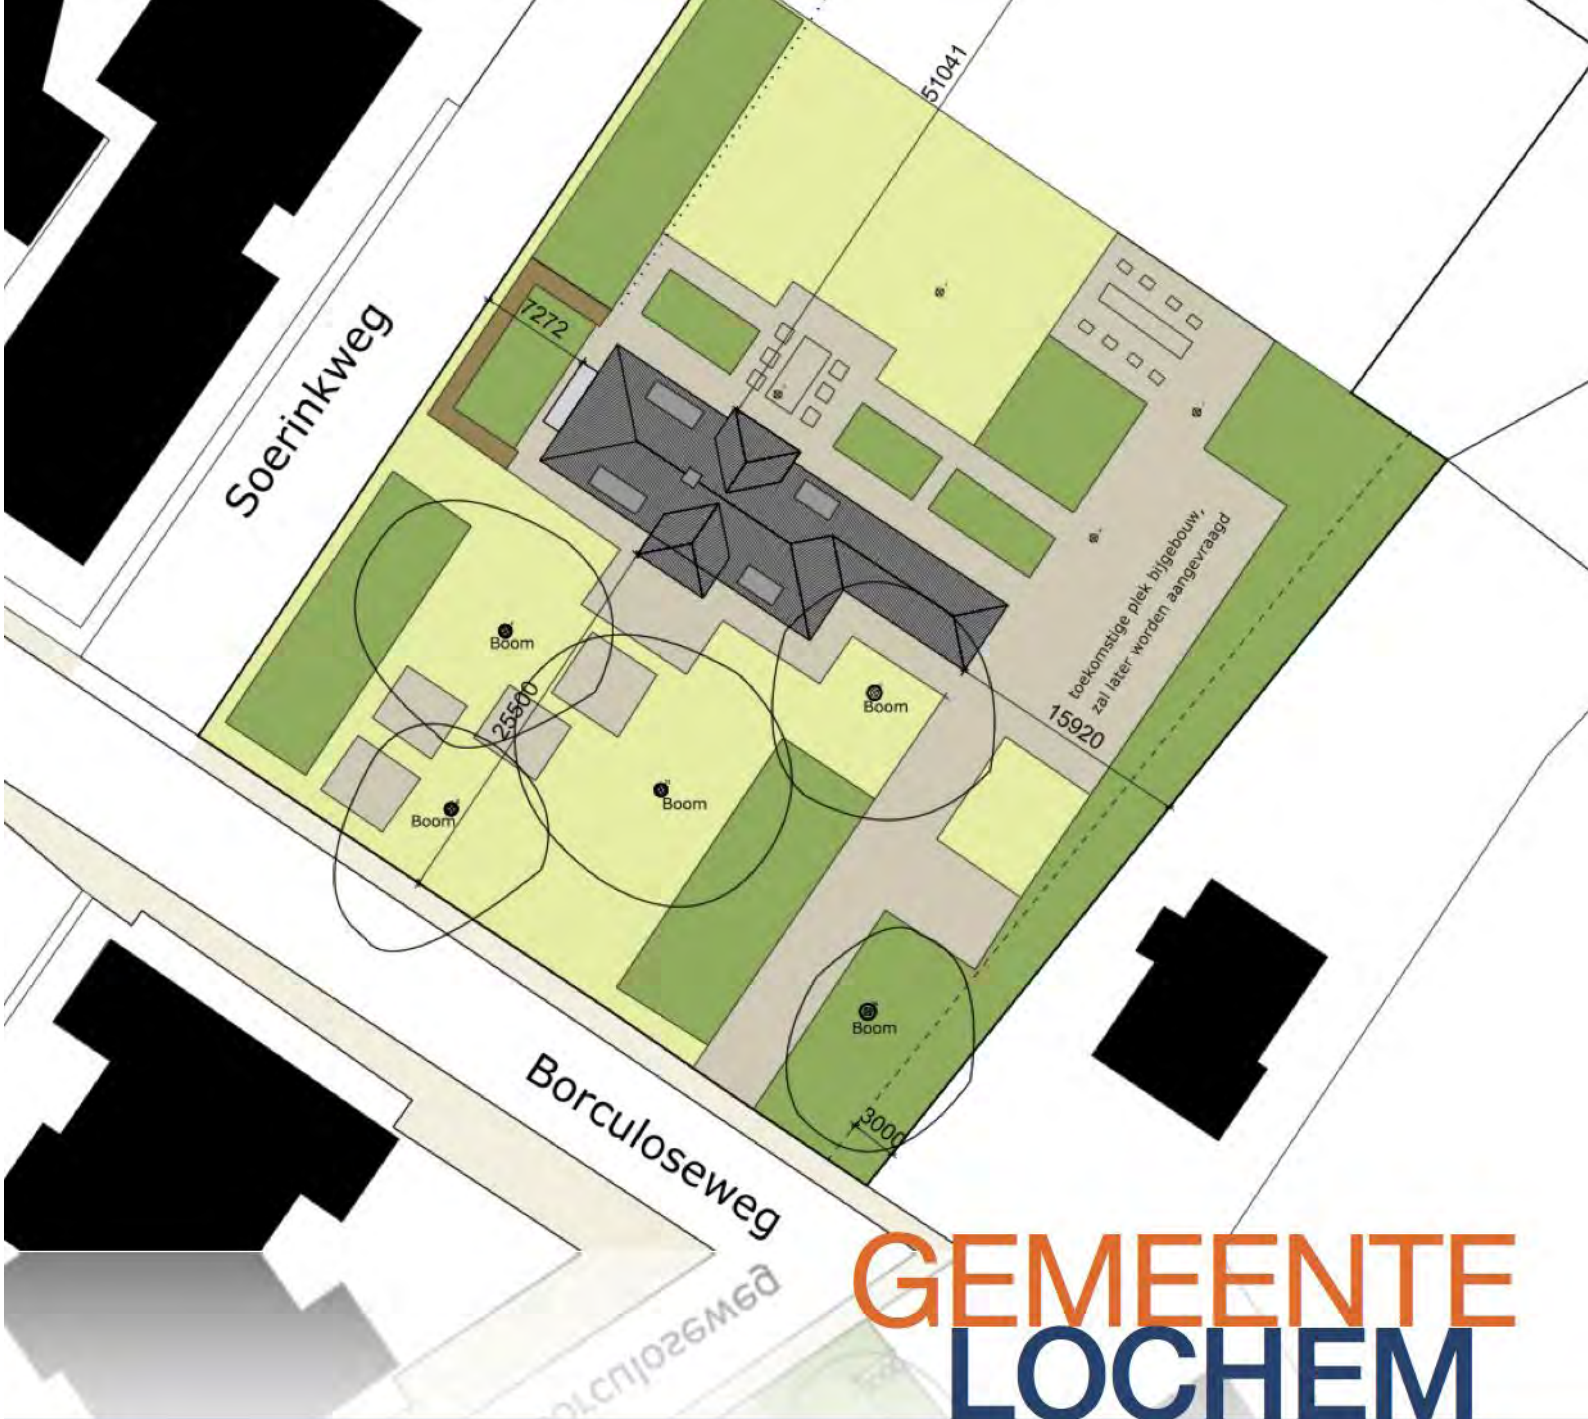 51041
7272
Soerinkweg
toekomstige plek bijgebouw,
zal later worden aangevraagd
Boom
25500
Boom
15920
Boom
Boom
Boom
3000
Borculoseweg
GEMEENTE
LOCHEM